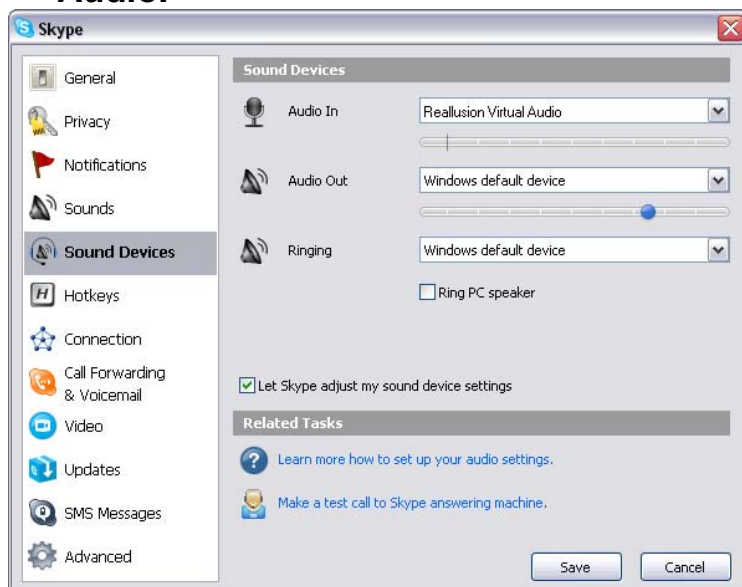 Audio.
Skype
General
Privacy
Notifications
Sounds
Sound Devices
Hotkeys
Connection
Call Forwarding
& Voicemail
Video
Updates
SMS Messages
Advanced
Sound Devices
Audio In
Reallusion Virtual Audio
Audio Out
Windows default device
Ringing
Windows default device
Ring PC speaker
Let Skype adjust my sound device settings
Related Tasks
Learn more how to set up your audio settings.
Make a test call to Skype answering machine.
Save
Cancel